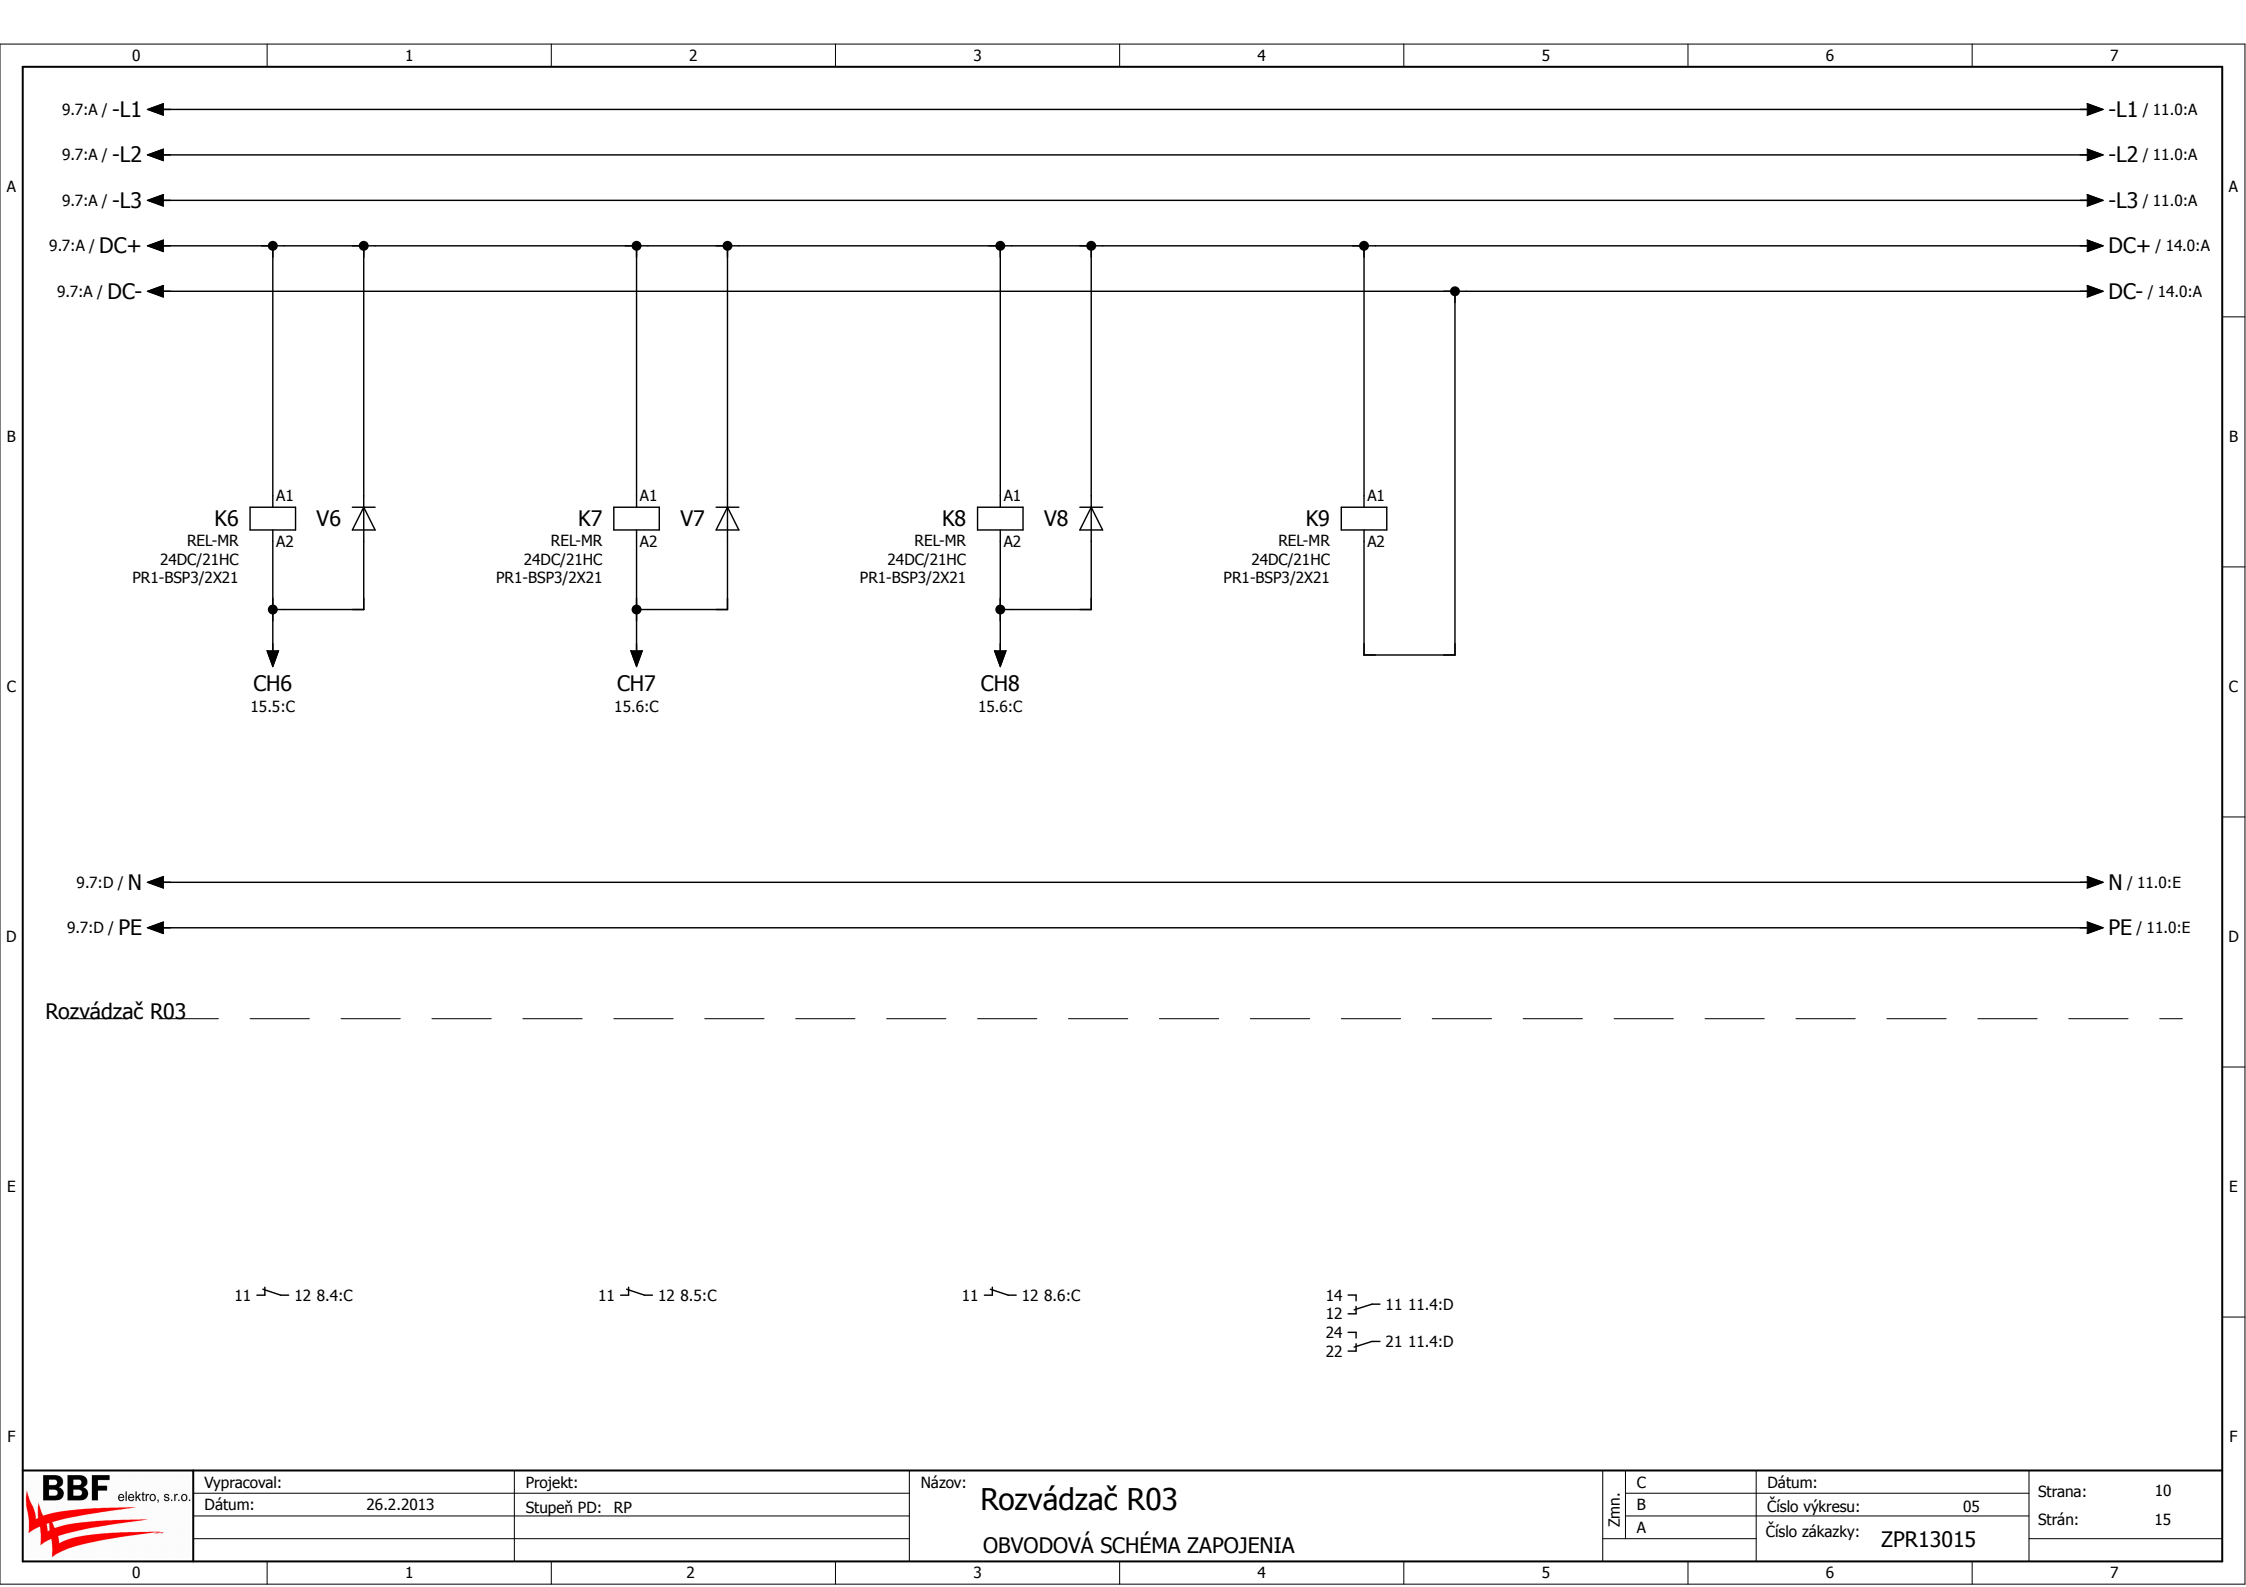 0 1 2 3 4 5 6 7
9.7:A / -L1 -L1 / 11.0:A
9.7:A / -L2 -L2 / 11.0:A
A A
9.7:A / -L3 -L3 / 11.0:A
9.7:A / DC+ DC+ / 14.0:A
9.7:A / DC- DC- / 14.0:A
B B
A1 A1 A1 A1
K6 V6 K7 V7 K8 V8 K9
REL-MR A2 REL-MR A2 REL-MR A2 REL-MR A2
24DC/21HC 24DC/21HC 24DC/21HC 24DC/21HC
PR1-BSP3/2X21 PR1-BSP3/2X21 PR1-BSP3/2X21 PR1-BSP3/2X21
C CH6 CH7 CH8 C
15.5:C 15.6:C 15.6:C
9.7:D / N N / 11.0:E
9.7:D / PE PE / 11.0:E
D D
Rozvádzač R03
E E
11 12 8.4:C 11 12 8.5:C 11 12 8.6:C 14
12 11 11.4:D
24
22 21 11.4:D
F F
BBF elektro, s.r.o.
Vypracoval:
Dátum: 26.2.2013
Projekt:
Stupeň PD: RP
Názov: Rozvádzač R03
OBVODOVÁ SCHÉMA ZAPOJENIA
Zmn.
C
B
A
Dátum:
Číslo výkresu: 05
Číslo zákazky: ZPR13015
Strana: 10
Strán: 15
0 1 2 3 4 5 6 7